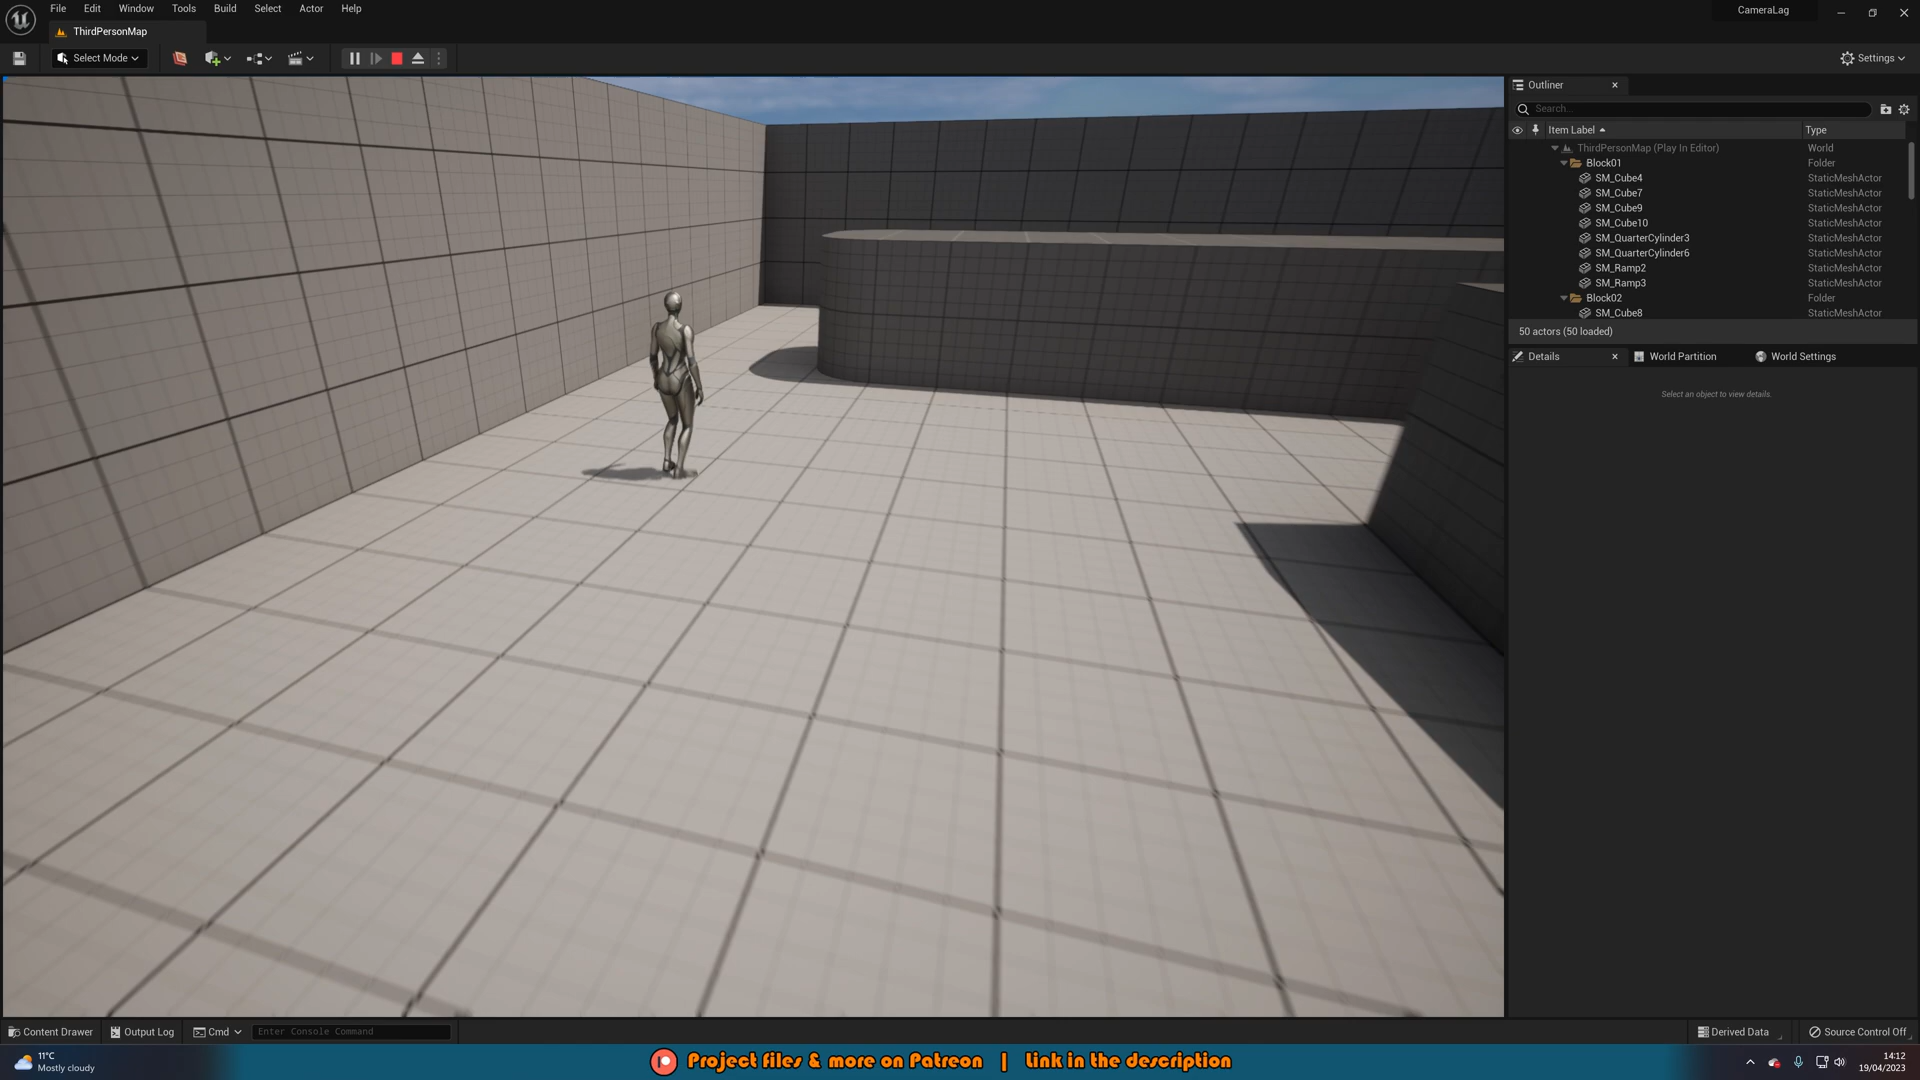 File Edit Window Tools Build Select Actor Help
CameraLag
ThirdPersonMap
Select Mode
Settings
Outliner
Search...
Item Label Type
ThirdPersonMap (Play In Editor) World
Block01 Folder
SM_Cube4 StaticMeshActor
SM_Cube7 StaticMeshActor
SM_Cube9 StaticMeshActor
SM_Cube10 StaticMeshActor
SM_QuarterCylinder3 StaticMeshActor
SM_QuarterCylinder6 StaticMeshActor
SM_Ramp2 StaticMeshActor
SM_Ramp3 StaticMeshActor
Block02 Folder
SM_Cube8 StaticMeshActor
50 actors (50 loaded)
Details World Partition World Settings
Select an object to view details.
Content Drawer Output Log Cmd Enter Console Command Derived Data Source Control Off
11°C
Mostly cloudy
Project files & more on Patreon | Link in the description
14:12
19/04/2023